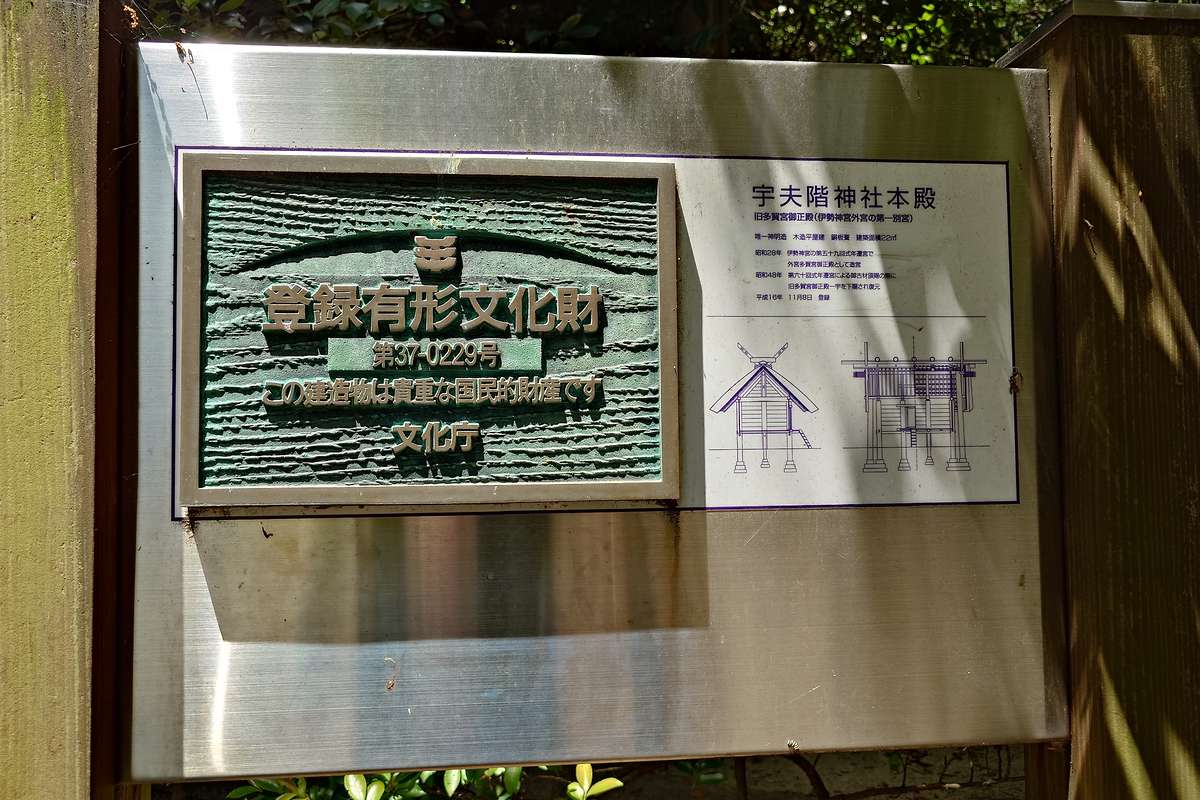 登録有形文化財
第37-0229号
この建造物は貴重な国民的財産です
文化庁
宇夫階神社本殿
旧多賀宮御正殿(伊勢神宮外宮の第一別宮)
唯一神明造 木造平屋建 銅板葺 建築面積22㎡
昭和28年 伊勢神宮の第五十九回式年遷宮で
外宮多賀宮御正殿として造営
昭和48年 第六十回式年遷宮による御古材頂賜の際に
旧多賀宮御正殿一宇を下賜され復元
平成16年 11月8日 登録